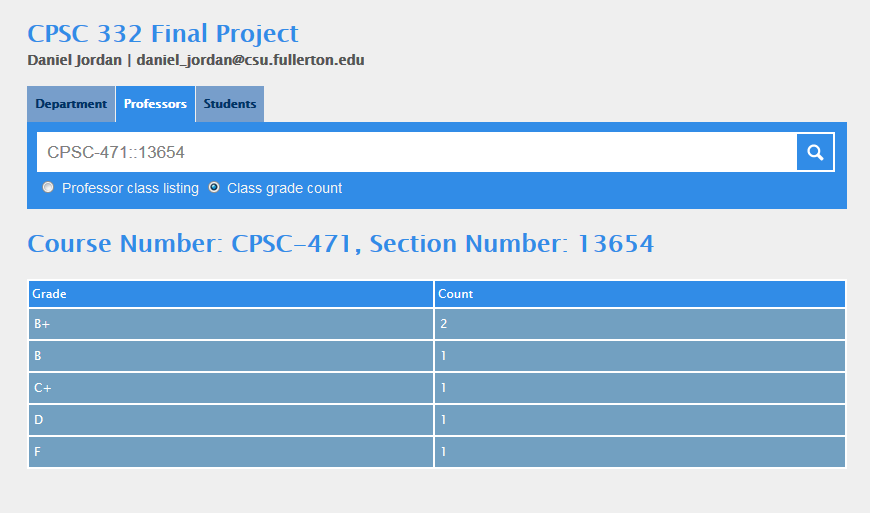 CPSC 332 Final Project
Daniel Jordan | daniel_jordan@csu.fullerton.edu
Department Professors Students
CPSC-471::13654
Professor class listing Class grade count
Course Number: CPSC-471, Section Number: 13654
Grade Count
B+ 2
B 1
C+ 1
D 1
F 1